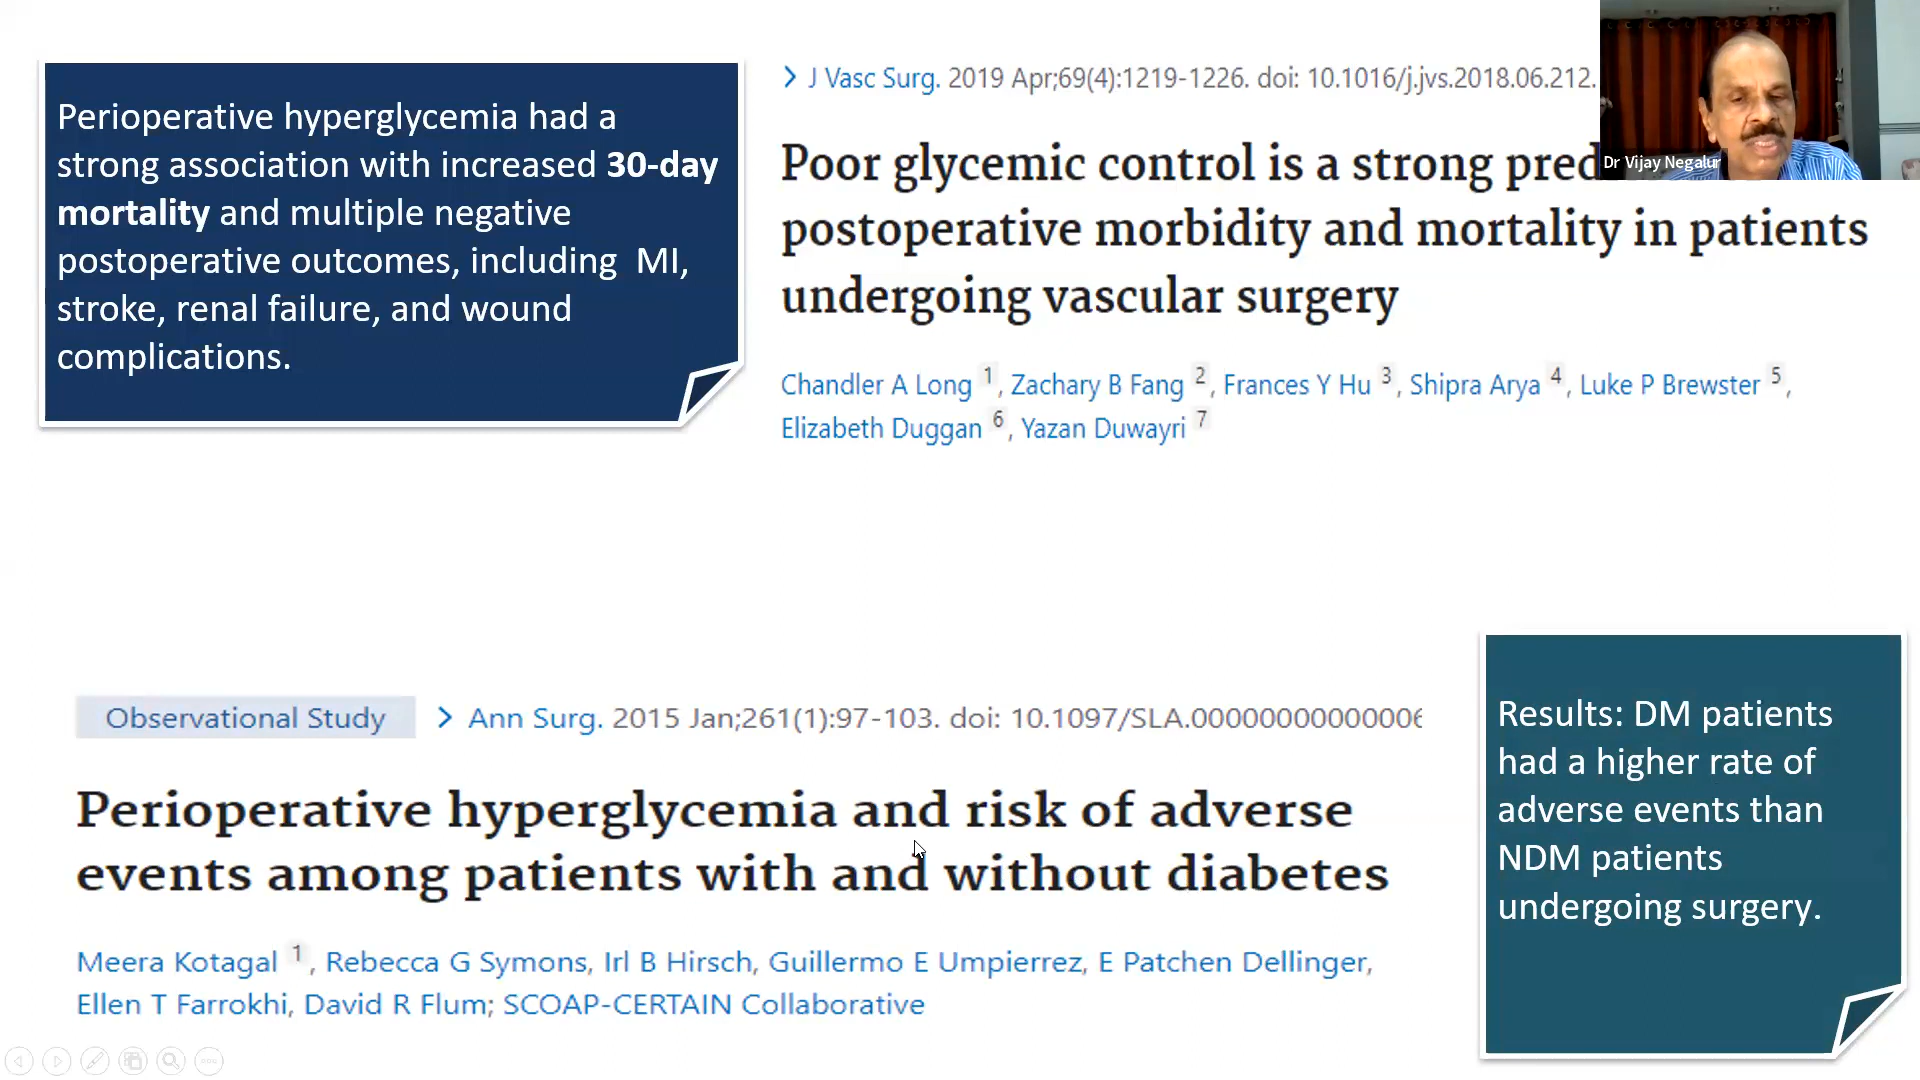 Perioperative hyperglycemia had a
strong association with increased 30-day
mortality and multiple negative
postoperative outcomes, including MI,
stroke, renal failure, and wound
complications.
> J Vasc Surg. 2019 Apr;69(4):1219-1226. doi: 10.1016/j.jvs.2018.06.212.
Poor glycemic control is a strong pred
postoperative morbidity and mortality in patients
undergoing vascular surgery
Chandler A Long 1, Zachary B Fang 2, Frances Y Hu 3, Shipra Arya 4, Luke P Brewster 5,
Elizabeth Duggan 6, Yazan Duwayri 7
Dr Vijay Negalur
Observational Study > Ann Surg. 2015 Jan;261(1):97-103. doi: 10.1097/SLA.00000000000006
Perioperative hyperglycemia and risk of adverse
events among patients with and without diabetes
Meera Kotagal 1, Rebecca G Symons, Irl B Hirsch, Guillermo E Umpierrez, E Patchen Dellinger,
Ellen T Farrokhi, David R Flum; SCOAP-CERTAIN Collaborative
Results: DM patients
had a higher rate of
adverse events than
NDM patients
undergoing surgery.